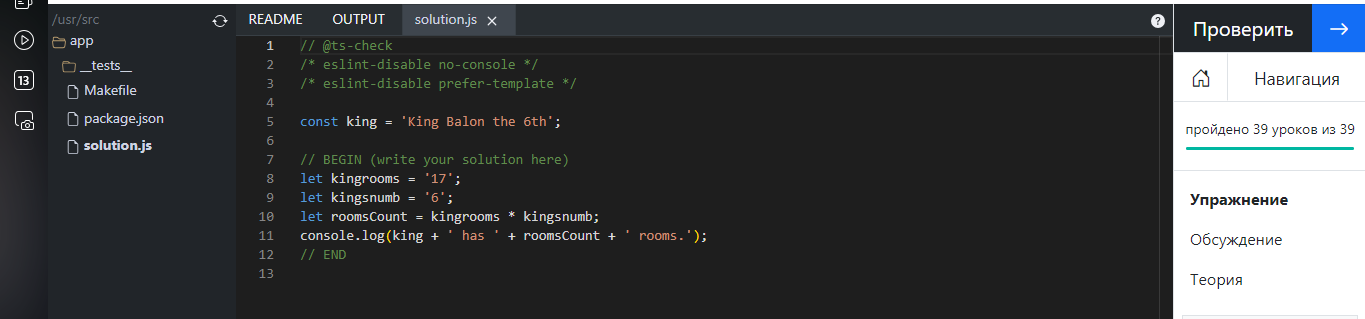 /usr/src
app
__tests__
Makefile
package.json
solution.js
13
README OUTPUT solution.js × ?
1 // @ts-check
2 /* eslint-disable no-console */
3 /* eslint-disable prefer-template */
4
5 const king = 'King Balon the 6th';
6
7 // BEGIN (write your solution here)
8 let kingrooms = '17';
9 let kingsnumb = '6';
10 let roomsCount = kingrooms * kingsnumb;
11 console.log(king + ' has ' + roomsCount + ' rooms.');
12 // END
13
Проверить →
Навигация
пройдено 39 уроков из 39
Упражнение
Обсуждение
Теория